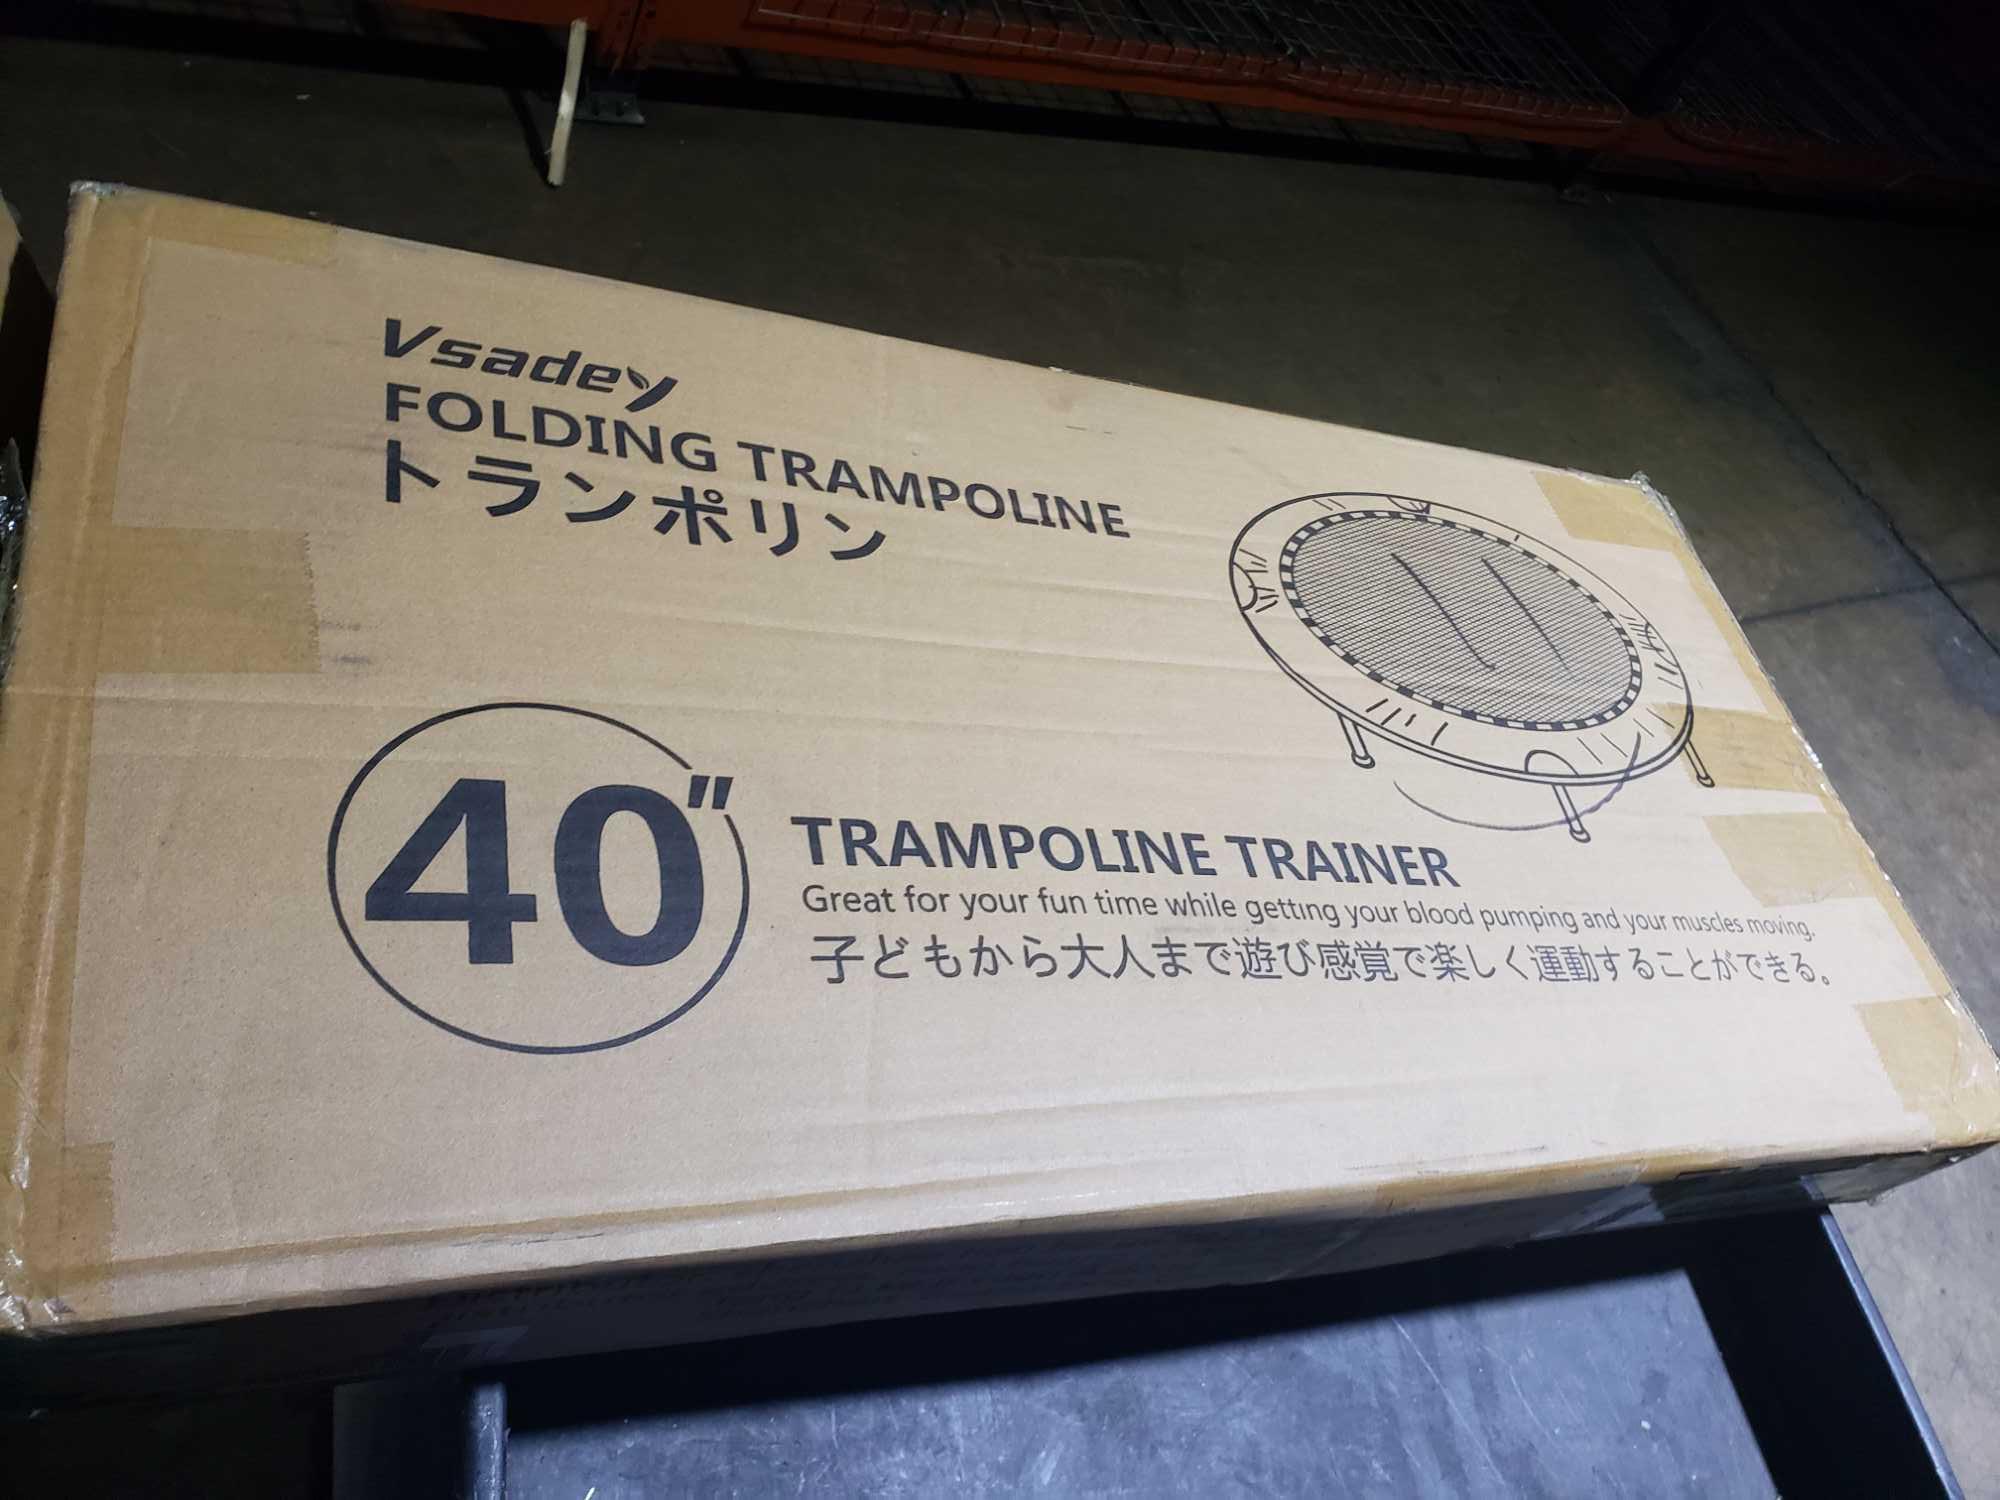 Vsadey
FOLDING TRAMPOLINE
トランポリン
40"
TRAMPOLINE TRAINER
Great for your fun time while getting your blood pumping and your muscles moving.
子どもから大人まで遊び感覚で楽しく運動することができる。